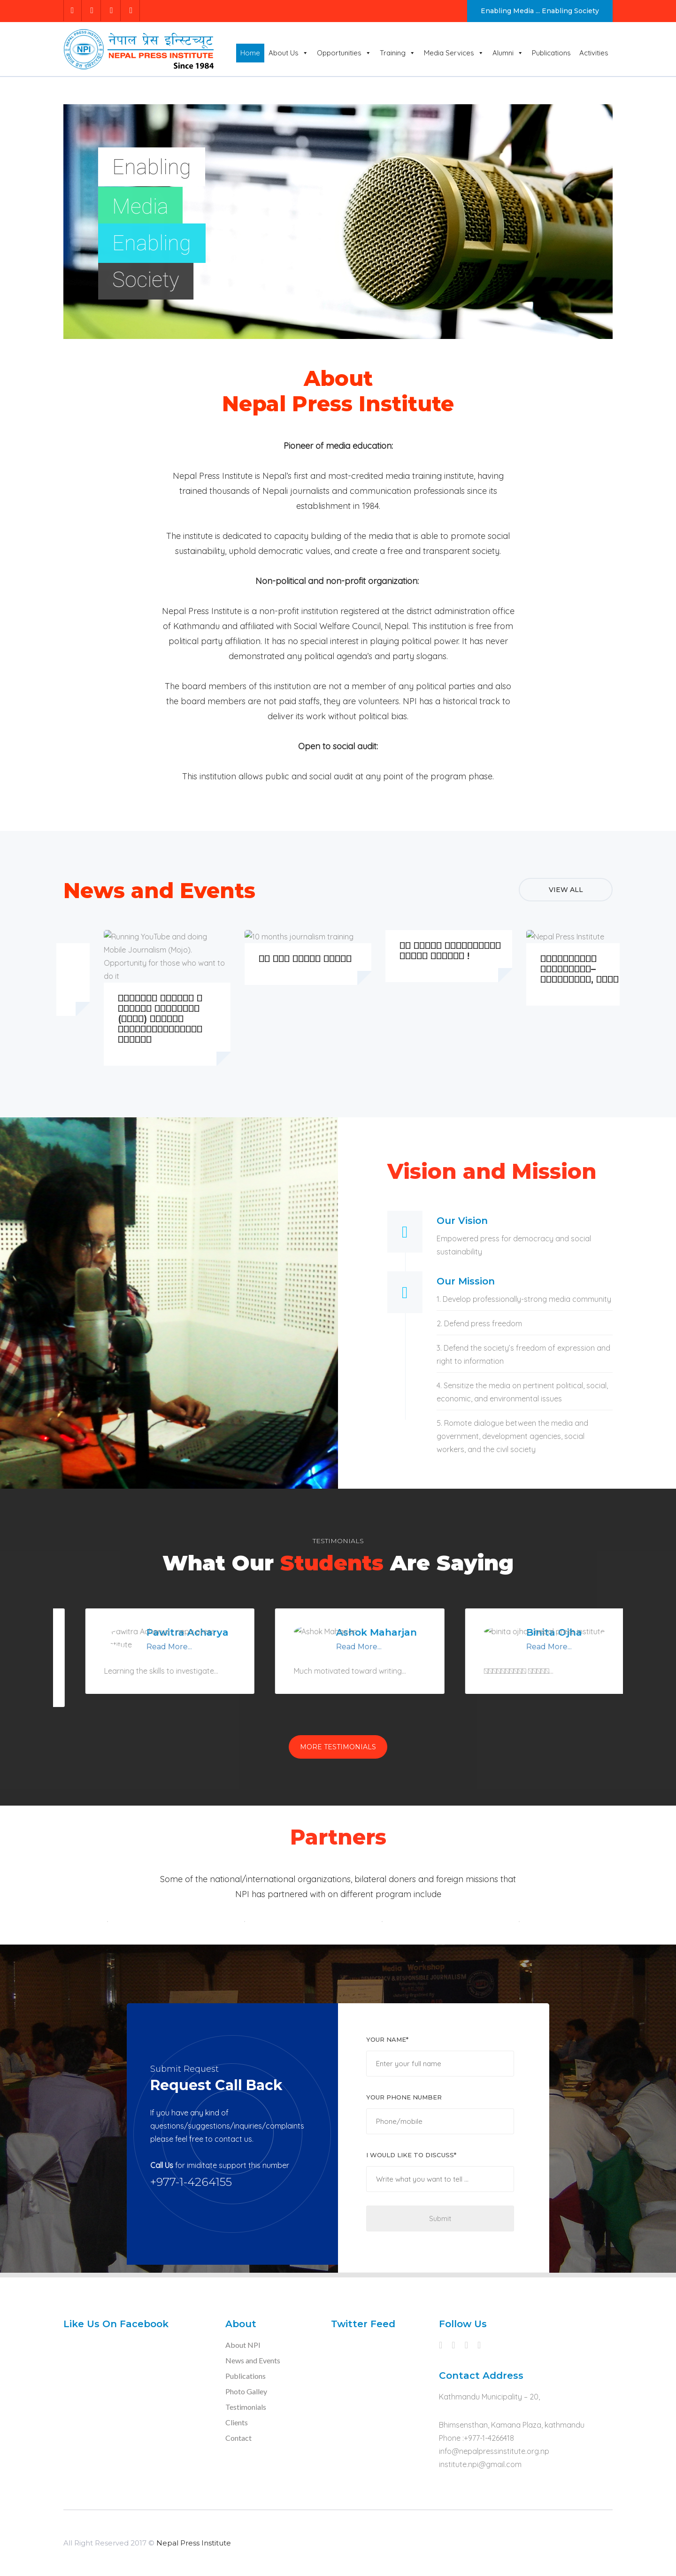 Enabling Media ... Enabling Society
नेपाल प्रेस इन्स्टिच्यूट
NPI
NEPAL PRESS INSTITUTE
Since 1984
Home
About Us
Opportunities
Training
Media Services
Alumni
Publications
Activities
Enabling
Media
Enabling
Society
About
Nepal Press Institute
Pioneer of media education:
Nepal Press Institute is Nepal's first and most-credited media training institute, having
trained thousands of Nepali journalists and communication professionals since its
establishment in 1984.
The institute is dedicated to capacity building of the media that is able to promote social
sustainability, uphold democratic values, and create a free and transparent society.
Non-political and non-profit organization:
Nepal Press Institute is a non-profit institution registered at the district administration office
of Kathmandu and affiliated with Social Welfare Council, Nepal. This institution is free from
political party affiliation. It has no special interest in playing political power. It has never
demonstrated any political agenda's and party slogans.
The board members of this institution are not a member of any political parties and also
the board members are not paid staffs, they are volunteers. NPI has a historical track to
deliver its work without political bias.
Open to social audit:
This institution allows public and social audit at any point of the program phase.
News and Events
VIEW ALL
Running YouTube and doing
Mobile Journalism (Mojo).
Opportunity for those who want to
do it
10 months journalism training
Nepal Press Institute
Vision and Mission
Our Vision
Empowered press for democracy and social
sustainability
Our Mission
1. Develop professionally-strong media community
2. Defend press freedom
3. Defend the society's freedom of expression and
right to information
4. Sensitize the media on pertinent political, social,
economic, and environmental issues
5. Romote dialogue between the media and
government, development agencies, social
workers, and the civil society
TESTIMONIALS
What Our Students Are Saying
Pawitra Acharya
Read More...
Learning the skills to investigate...
Ashok Maharjan
Read More...
Much motivated toward writing...
Binita Ojha
Read More...
MORE TESTIMONIALS
Partners
Some of the national/international organizations, bilateral doners and foreign missions that
NPI has partnered with on different program include
Submit Request
Request Call Back
If you have any kind of
questions/suggestions/inquiries/complaints
please feel free to contact us.
Call Us for imiditate support this number
+977-1-4264155
YOUR NAME*
Enter your full name
YOUR PHONE NUMBER
Phone/mobile
I WOULD LIKE TO DISCUSS*
Write what you want to tell ...
Submit
Like Us On Facebook
About
About NPI
News and Events
Publications
Photo Galley
Testimonials
Clients
Contact
Twitter Feed
Follow Us
Contact Address
Kathmandu Municipality – 20,
Bhimsensthan, Kamana Plaza, kathmandu
Phone :+977-1-4266418
info@nepalpressinstitute.org.np
institute.npi@gmail.com
All Right Reserved 2017 © Nepal Press Institute